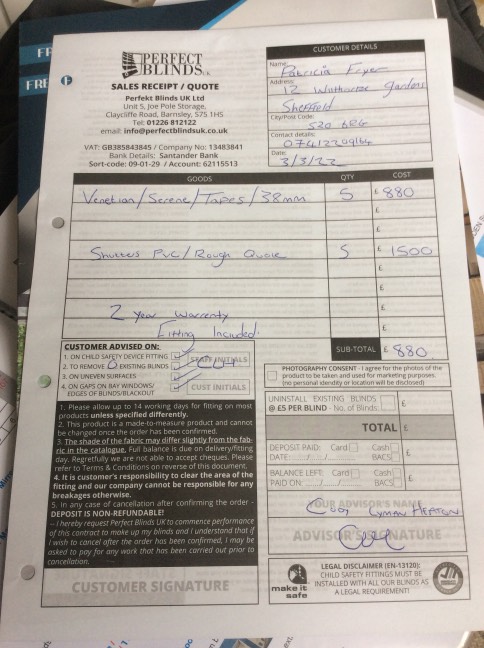 FR
FRE
PERFECT
BLINDS UK
SALES RECEIPT / QUOTE
Perfekt Blinds UK Ltd
Unit 5, Joe Pole Storage,
Claycliffe Road, Barnsley, S75 1HS
Tel: 01226 812122
email: info@perfectblindsuk.co.uk
VAT: GB385843845 / Company No: 13483841
Bank Details: Santander Bank
Sort-code: 09-01-29 / Account: 62115513
CUSTOMER DETAILS
Name: Patricia Fryer
Address: 12 Gardens
Sheffield
City/Post Code: S20 6RG
Contact details: 07412209164
Date: 3/3/22
GOODS QTY COST
Venetian/Serene/Tapes/38mm 5 £ 880
£
£
Shutters PVC/Rough Quote 5 £ 1500
£
£
2 Year Warrenty £
Fitting Included £
SUB-TOTAL £ 880
CUSTOMER ADVISED ON:
1. ON CHILD SAFETY DEVICE FITTING
2. TO REMOVE 0 EXISTING BLINDS
3. ON UNEVEN SURFACES
4. ON GAPS ON BAY WINDOWS/
EDGES OF BLINDS/BLACKOUT
STAFF INITIALS
CUST INITIALS
PHOTOGRAPHY CONSENT - I agree for the photos of the
product to be taken and used for marketing purposes.
(no personal idendity or location will be disclosed)
1. Please allow up to 14 working days for fitting on most
products unless specified differently.
2. This product is a made-to-measure product and cannot
be changed once the order has been confirmed.
3. The shade of the fabric may differ slightly from the fab-
ric in the catalogue. Full balance is due on delivery/fitting
day. Regretfully we are not able to accept cheques. Please
refer to Terms & Conditions on reverse of this document.
4. It is customer's responsibility to clear the area of the
fitting and our company cannot be responsible for any
breakages otherwise.
5. In any case of cancellation after confirming the order -
DEPOSIT IS NON-REFUNDABLE!
– I hereby request Perfect Blinds UK to commence performance
of this contract to make up my blinds and I understand that if
I wish to cancel after the order has been confirmed, I may be
asked to pay for any work that has been carried out prior to
cancellation.
CUSTOMER SIGNATURE
UNINSTALL EXISTING BLINDS
@ £5 PER BLIND - No. of Blinds: £
TOTAL £
DEPOSIT PAID: Card Cash £
DATE: ...../...../..... BACS
BALANCE LEFT: Card Cash £
PAID ON: ...../...../..... BACS
YOUR ADVISOR'S NAME
LYMAN HEATON
ADVISOR'S SIGNATURE
make it
safe
LEGAL DISCLAIMER (EN-13120):
CHILD SAFETY FITTINGS MUST BE
INSTALLED WITH ALL OUR BLINDS AS
A LEGAL REQUIREMENT!